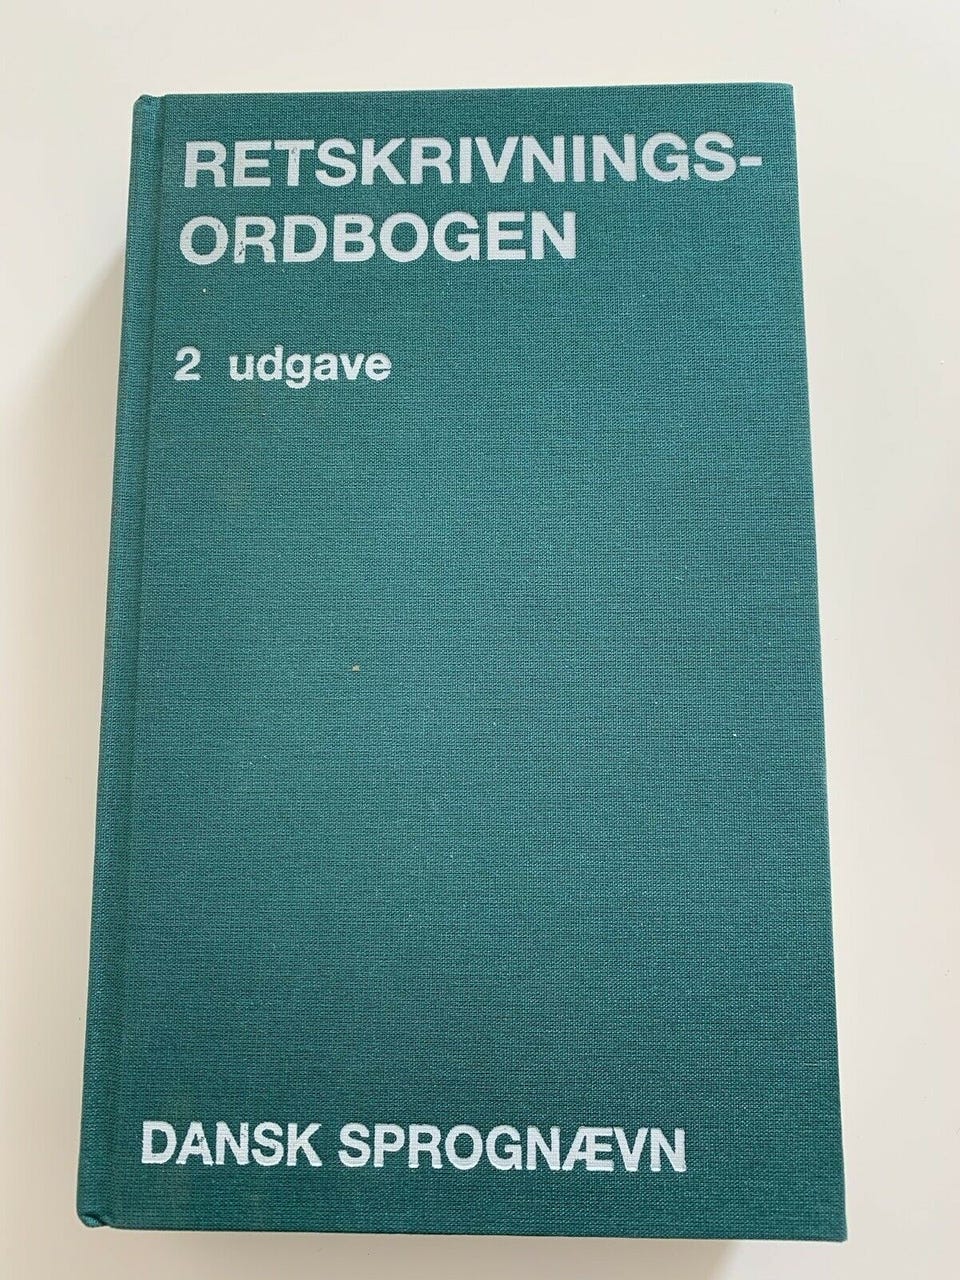 RETSKRIVNINGS-
ORDBOGEN
2 udgave
DANSK SPROGNÆVN